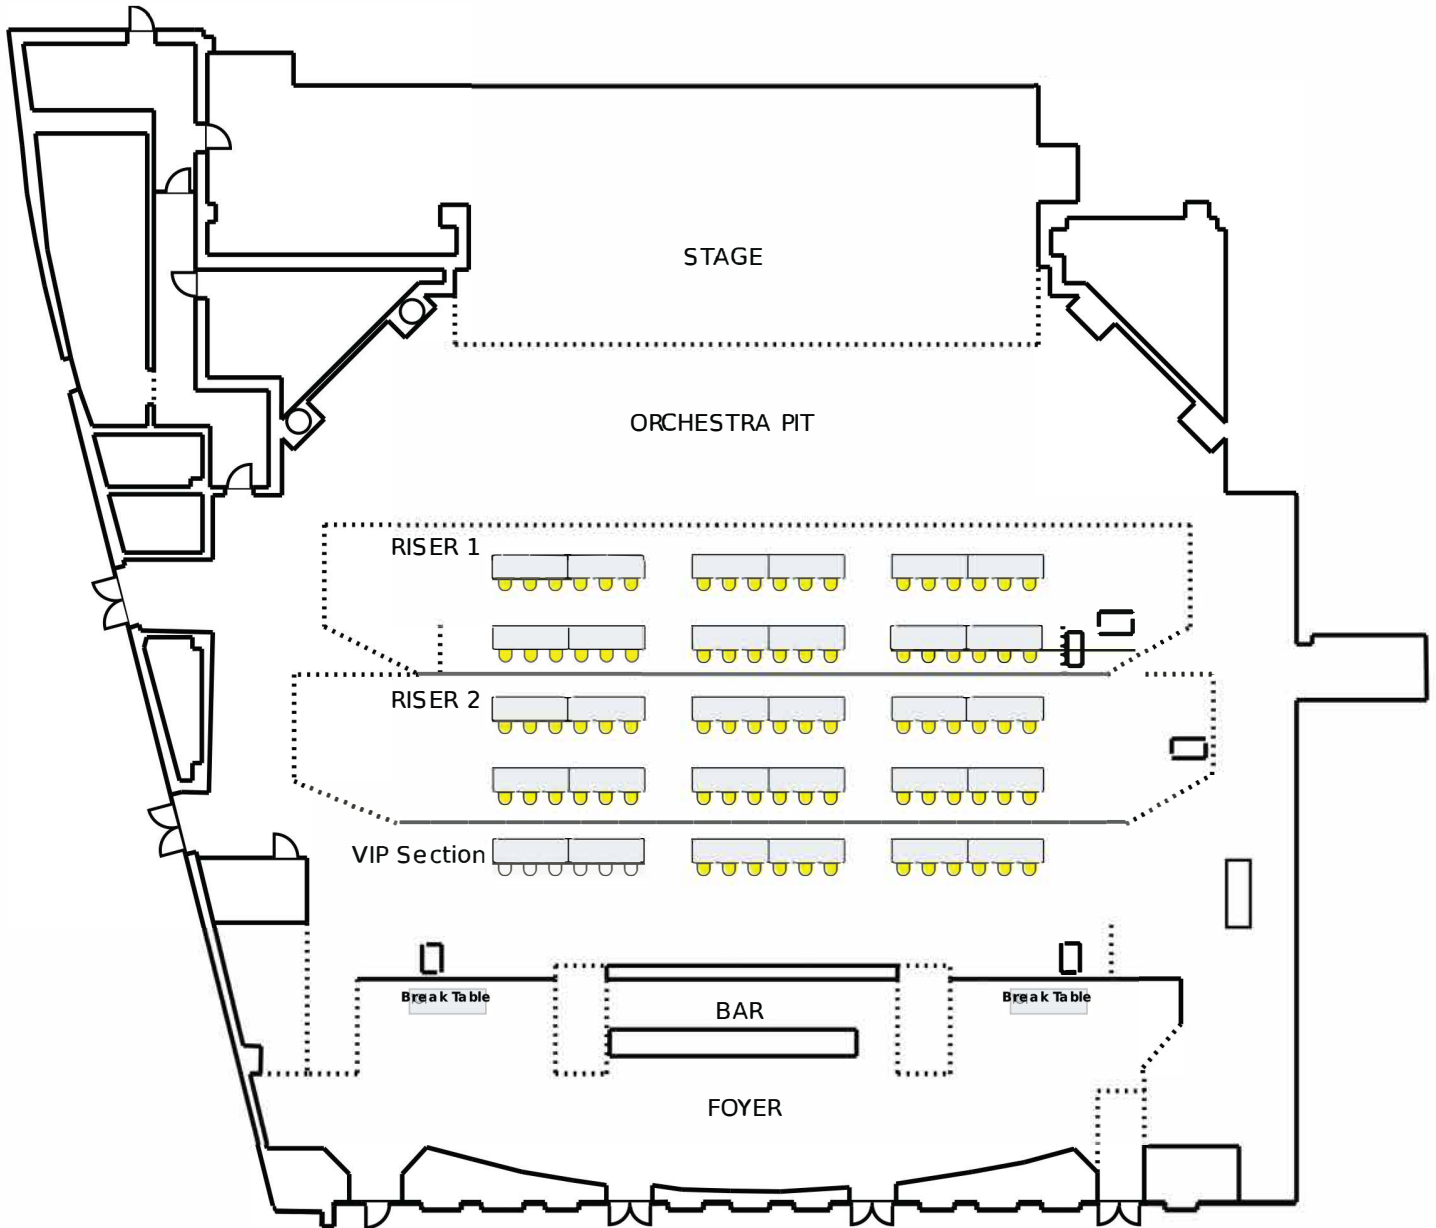 STAGE
ORCHESTRA PIT
RISER 1
RISER 2
VIP Section
Break Table
Break Table
BAR
FOYER